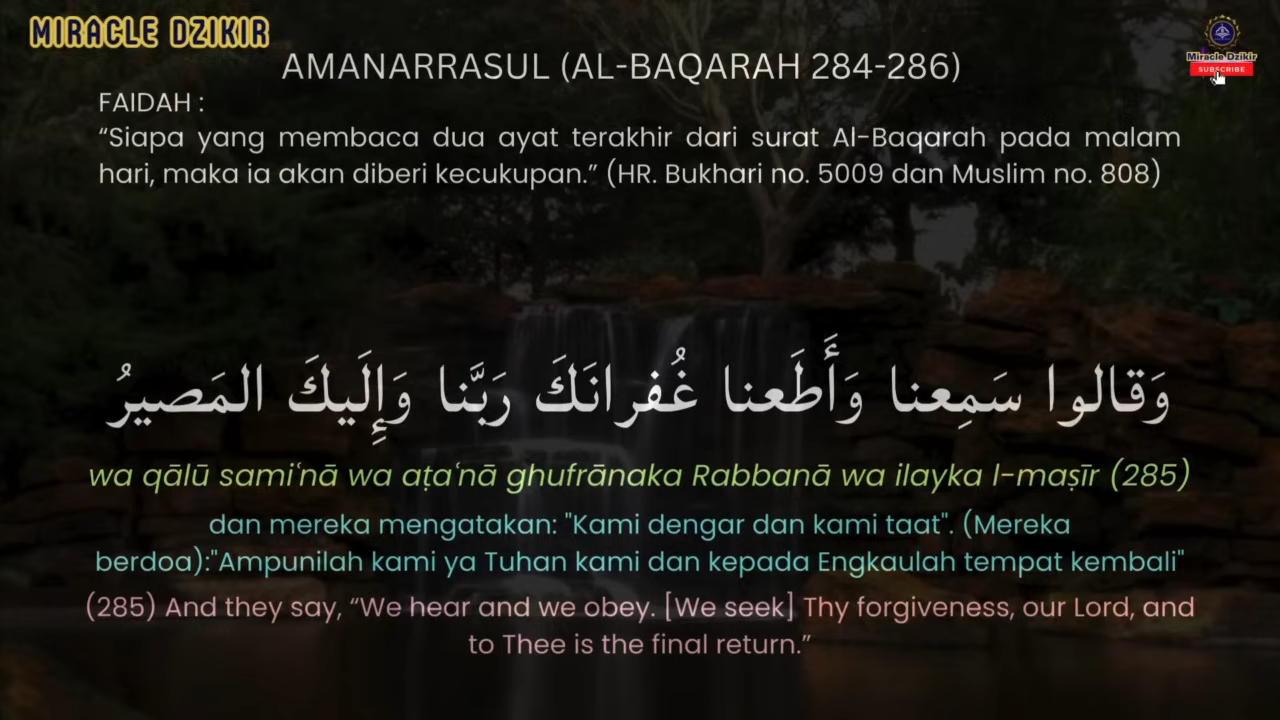 MIRACLE DZIKIR
Miracle Dzikir
SUBSCRIBE
AMANARRASUL (AL-BAQARAH 284-286)
FAIDAH :
“Siapa yang membaca dua ayat terakhir dari surat Al-Baqarah pada malam
hari, maka ia akan diberi kecukupan.” (HR. Bukhari no. 5009 dan Muslim no. 808)
وَقالوا سَمِعنا وَأَطَعنا غُفرانَكَ رَبَّنا وَإِلَيكَ المَصيرُ
wa qālū samiʿnā wa aṭaʿnā ghufrānaka Rabbanā wa ilayka l-maṣīr (285)
dan mereka mengatakan: "Kami dengar dan kami taat". (Mereka
berdoa):"Ampunilah kami ya Tuhan kami dan kepada Engkaulah tempat kembali"
(285) And they say, “We hear and we obey. [We seek] Thy forgiveness, our Lord, and
to Thee is the final return.”